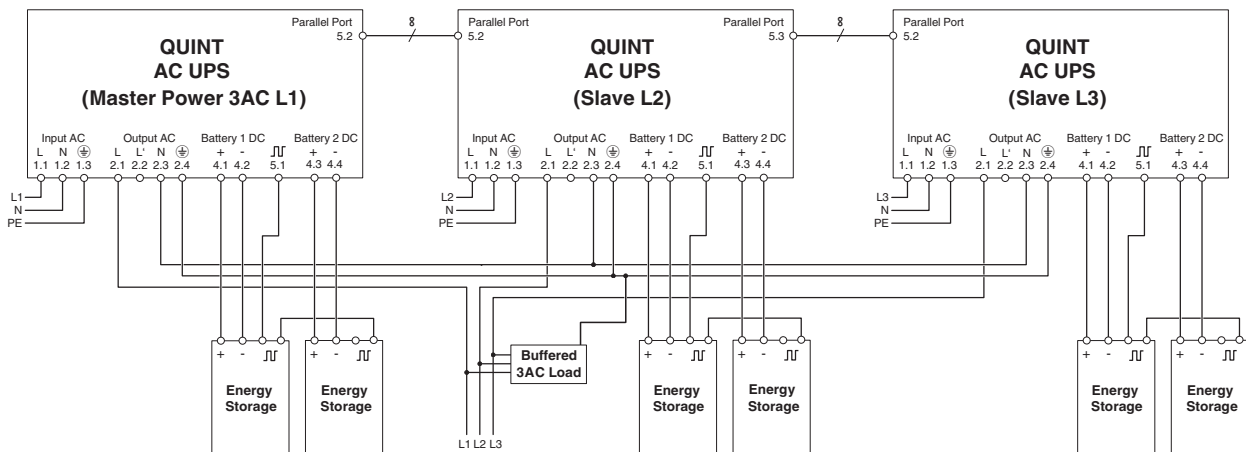 Parallel Port
5.2
8
Parallel Port
5.2
Parallel Port
5.3
8
Parallel Port
5.2
QUINT
AC UPS
(Master Power 3AC L1)
QUINT
AC UPS
(Slave L2)
QUINT
AC UPS
(Slave L3)
Input AC Output AC Battery 1 DC Battery 2 DC
L N L L' N + - + -
1.1 1.2 1.3 2.1 2.2 2.3 2.4 4.1 4.2 5.1 4.3 4.4
Input AC Output AC Battery 1 DC Battery 2 DC
L N L L' N + - + -
1.1 1.2 1.3 2.1 2.2 2.3 2.4 4.1 4.2 5.1 4.3 4.4
Input AC Output AC Battery 1 DC Battery 2 DC
L N L L' N + - + -
1.1 1.2 1.3 2.1 2.2 2.3 2.4 4.1 4.2 5.1 4.3 4.4
L1
N
PE
L2
N
PE
L3
N
PE
+ -
Energy
Storage
+ -
Energy
Storage
Buffered
3AC Load
L1 L2 L3
+ -
Energy
Storage
+ -
Energy
Storage
+ -
Energy
Storage
+ -
Energy
Storage